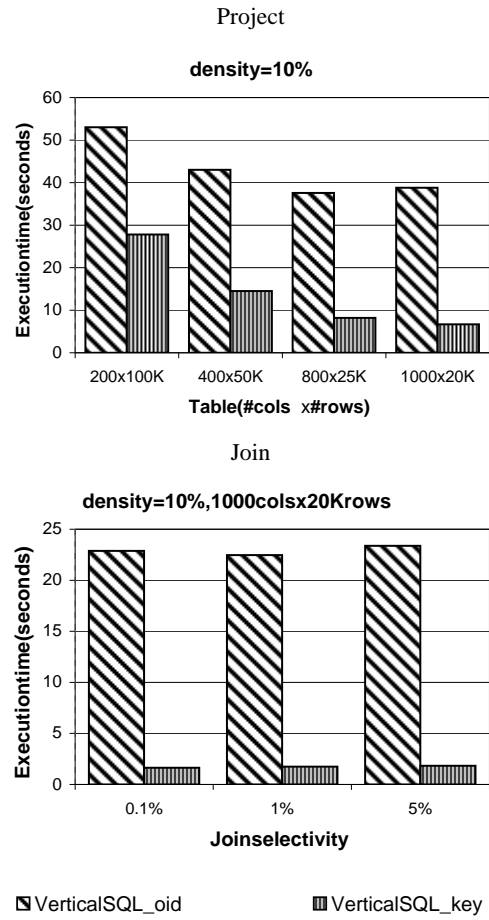 Project
density=10%
60
50
40
30
20
10
0
Executiontime(seconds)
200x100K 400x50K 800x25K 1000x20K
Table(#cols x#rows)
Join
density=10%,1000colsx20Krows
25
20
15
10
5
0
Executiontime(seconds)
0.1% 1% 5%
Joinselectivity
VerticalSQL_oid VerticalSQL_key